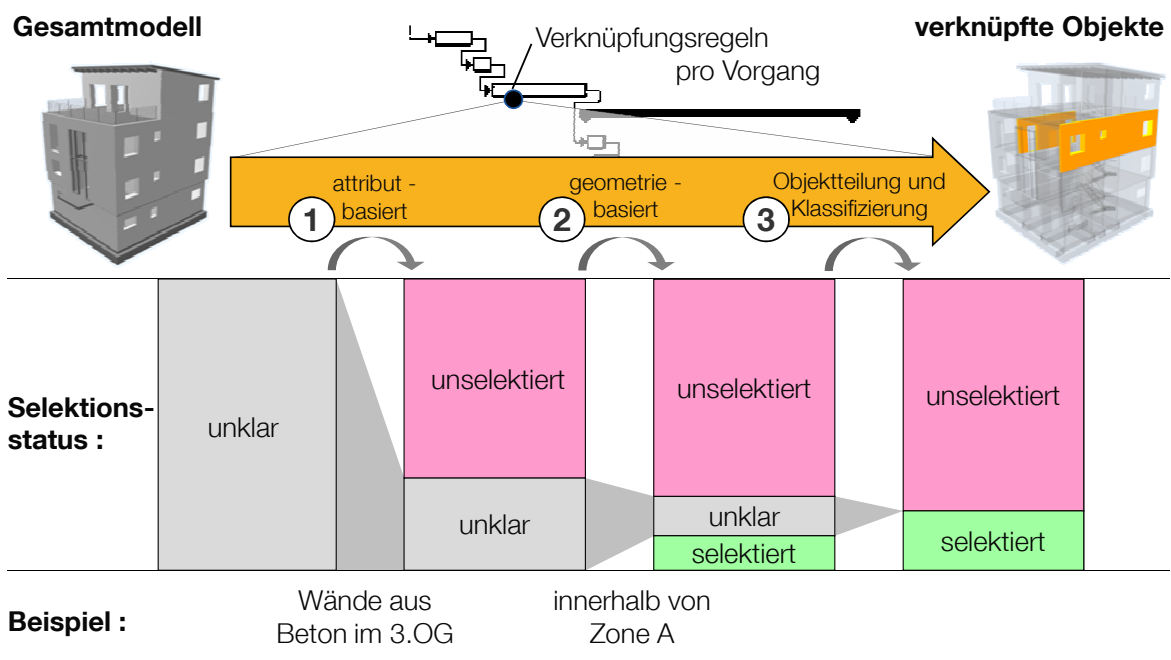 Gesamtmodell
Verknüpfungsregeln
pro Vorgang
verknüpfte Objekte
1
attribut -
basiert
2
geometrie -
basiert
3
Objektteilung und
Klassifizierung
Selektions-
status :
unklar
unselektiert
unklar
unselektiert
unklar
selektiert
unselektiert
selektiert
Beispiel :
Wände aus
Beton im 3.OG
innerhalb von
Zone A